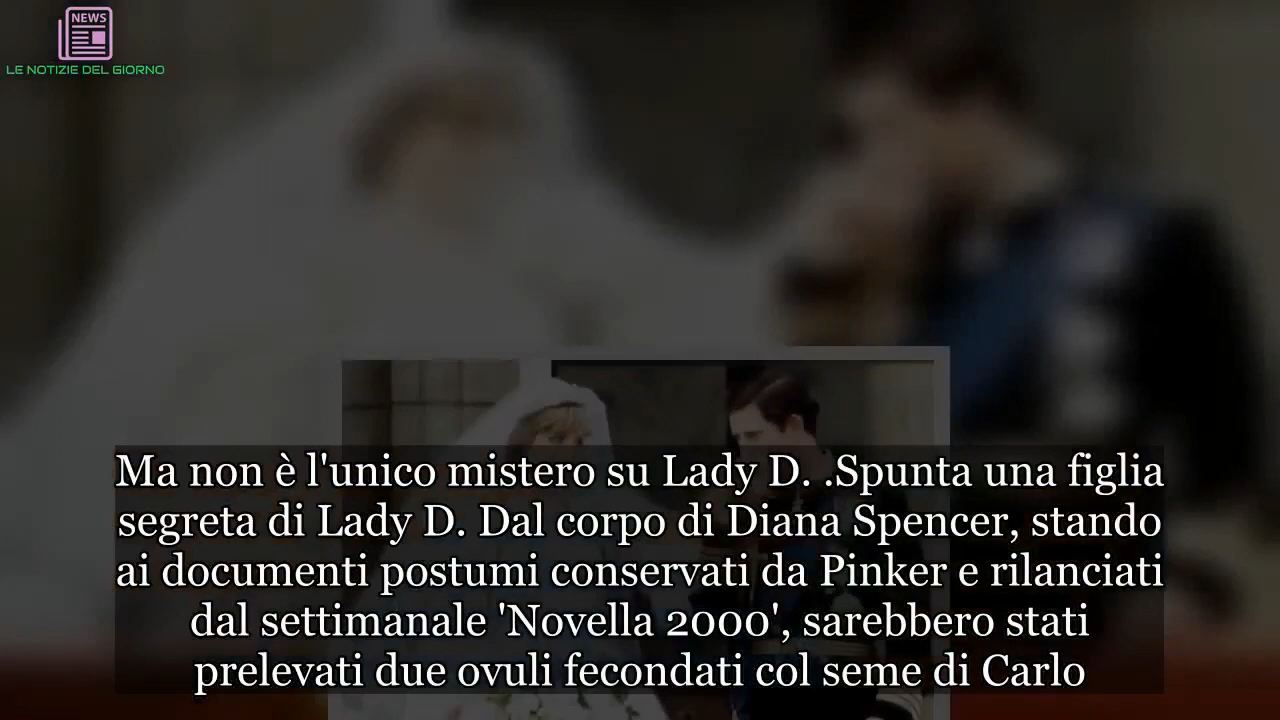 NEWS
LE NOTIZIE DEL GIORNO
Ma non è l'unico mistero su Lady D. .Spunta una figlia
segreta di Lady D. Dal corpo di Diana Spencer, stando
ai documenti postumi conservati da Pinker e rilanciati
dal settimanale 'Novella 2000', sarebbero stati
prelevati due ovuli fecondati col seme di Carlo